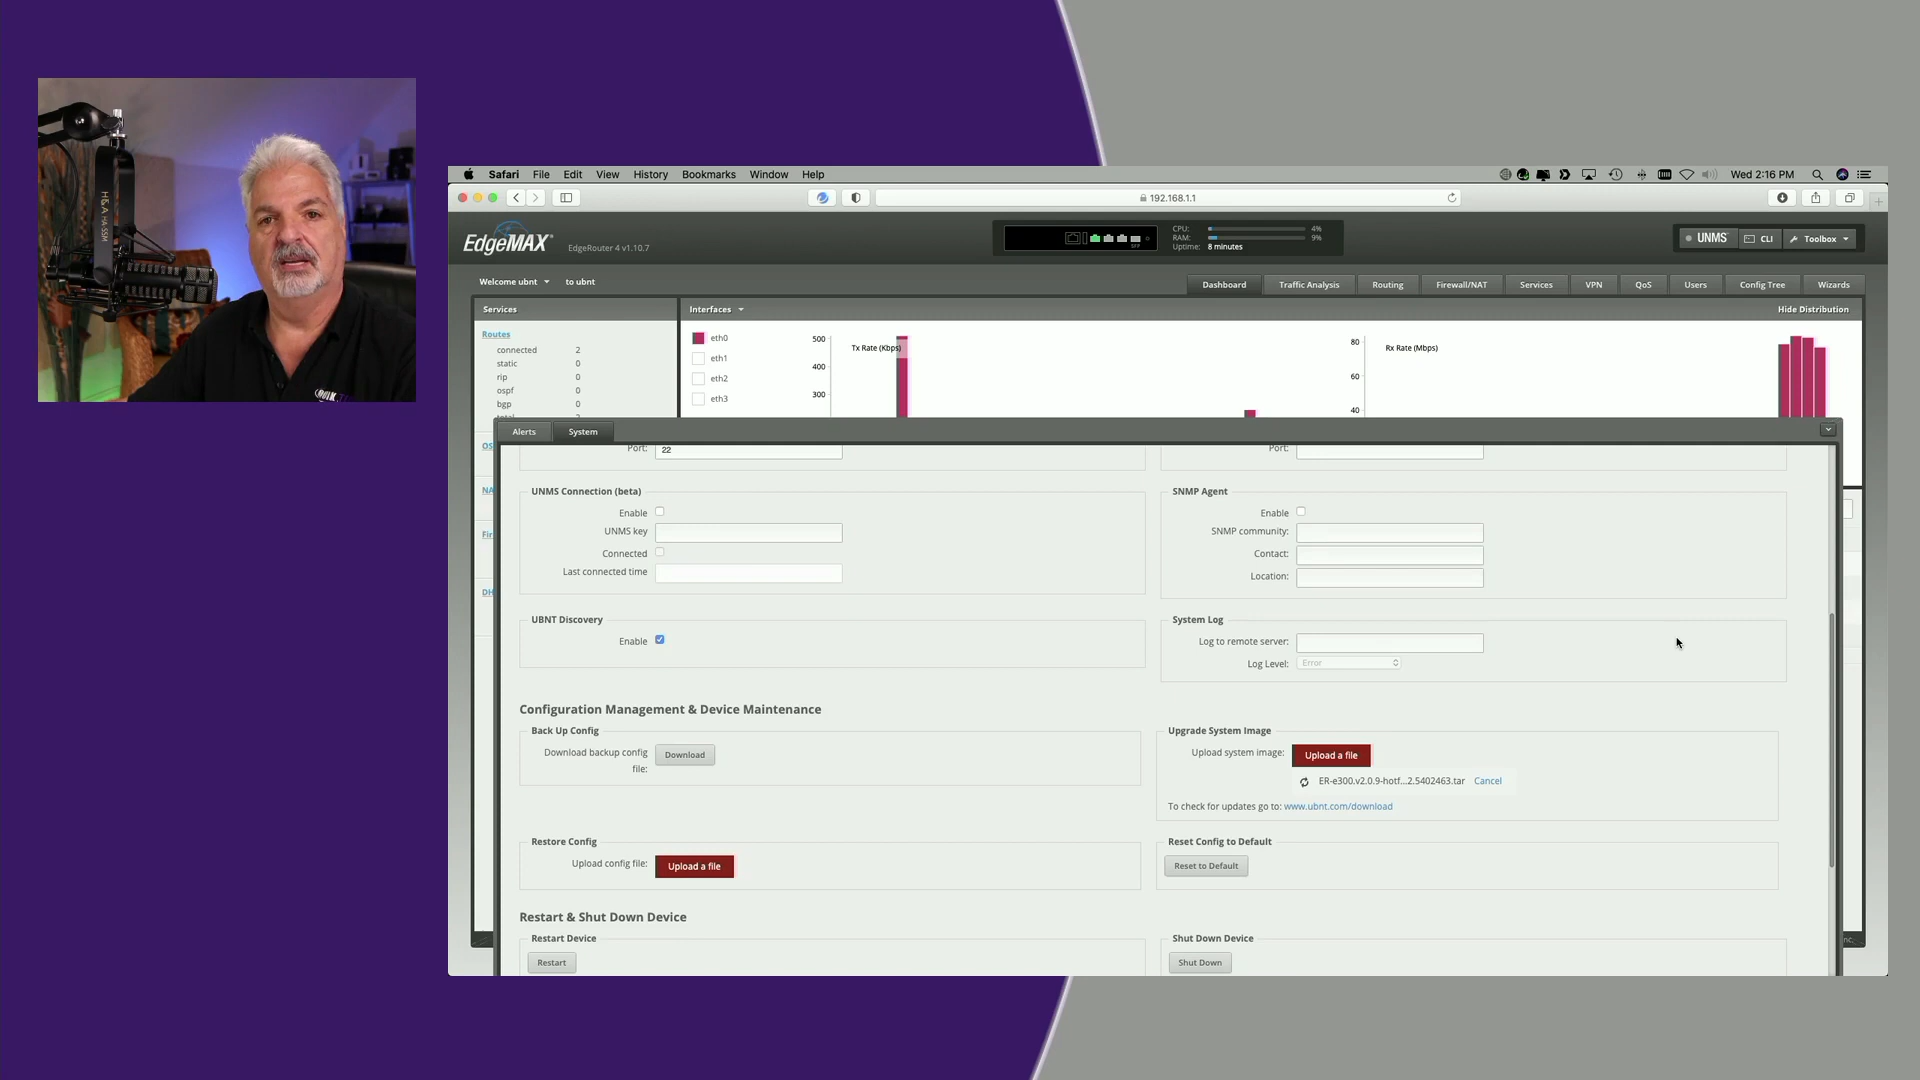 H&A HA-SSM
Safari File Edit View History Bookmarks Window Help Wed 2:16 PM
192.168.1.1
EdgeMAX EdgeRouter 4 v1.10.7
CPU: 4%
RAM: 9%
Uptime: 8 minutes
UNMS CLI Toolbox
Welcome ubnt to ubnt
Dashboard Traffic Analysis Routing Firewall/NAT Services VPN QoS Users Config Tree Wizards
Services Interfaces Hide Distribution
Routes
connected 2
static 0
rip 0
ospf 0
bgp 0
eth0
eth1
eth2
eth3
500 Tx Rate (Kbps)
400
300
80 Rx Rate (Mbps)
60
40
OS
NA
Fir
DH
Alerts System
Port: 22 Port:
UNMS Connection (beta)
Enable
UNMS key
Connected
Last connected time
SNMP Agent
Enable
SNMP community:
Contact:
Location:
UBNT Discovery
Enable
System Log
Log to remote server:
Log Level: Error
Configuration Management & Device Maintenance
Back Up Config
Download backup config
file:
Download
Upgrade System Image
Upload system image: Upload a file
ER-e300.v2.0.9-hotf...2.5402463.tar Cancel
To check for updates go to: www.ubnt.com/download
Restore Config
Upload config file: Upload a file
Reset Config to Default
Reset to Default
Restart & Shut Down Device
Restart Device
Restart
Shut Down Device
Shut Down